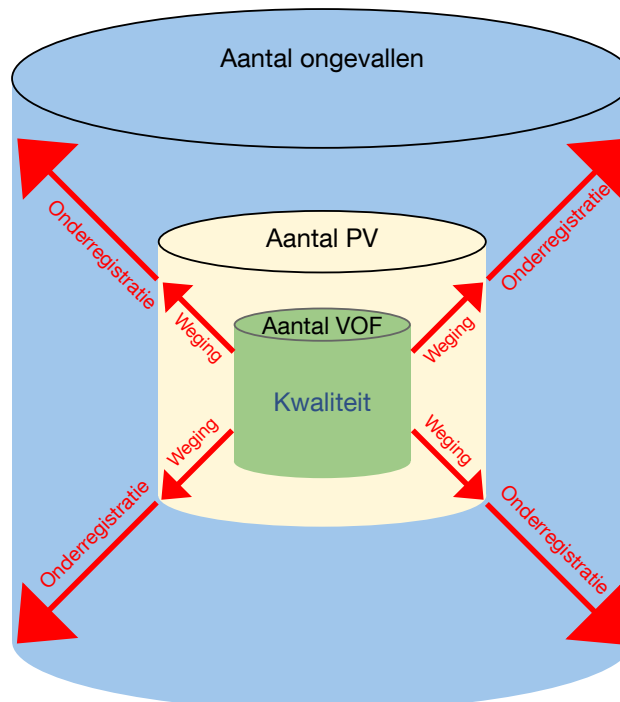 Aantal ongevallen
Onderregistratie
Onderregistratie
Aantal PV
Weging
Weging
Aantal VOF
Kwaliteit
Weging
Weging
Onderregistratie
Onderregistratie